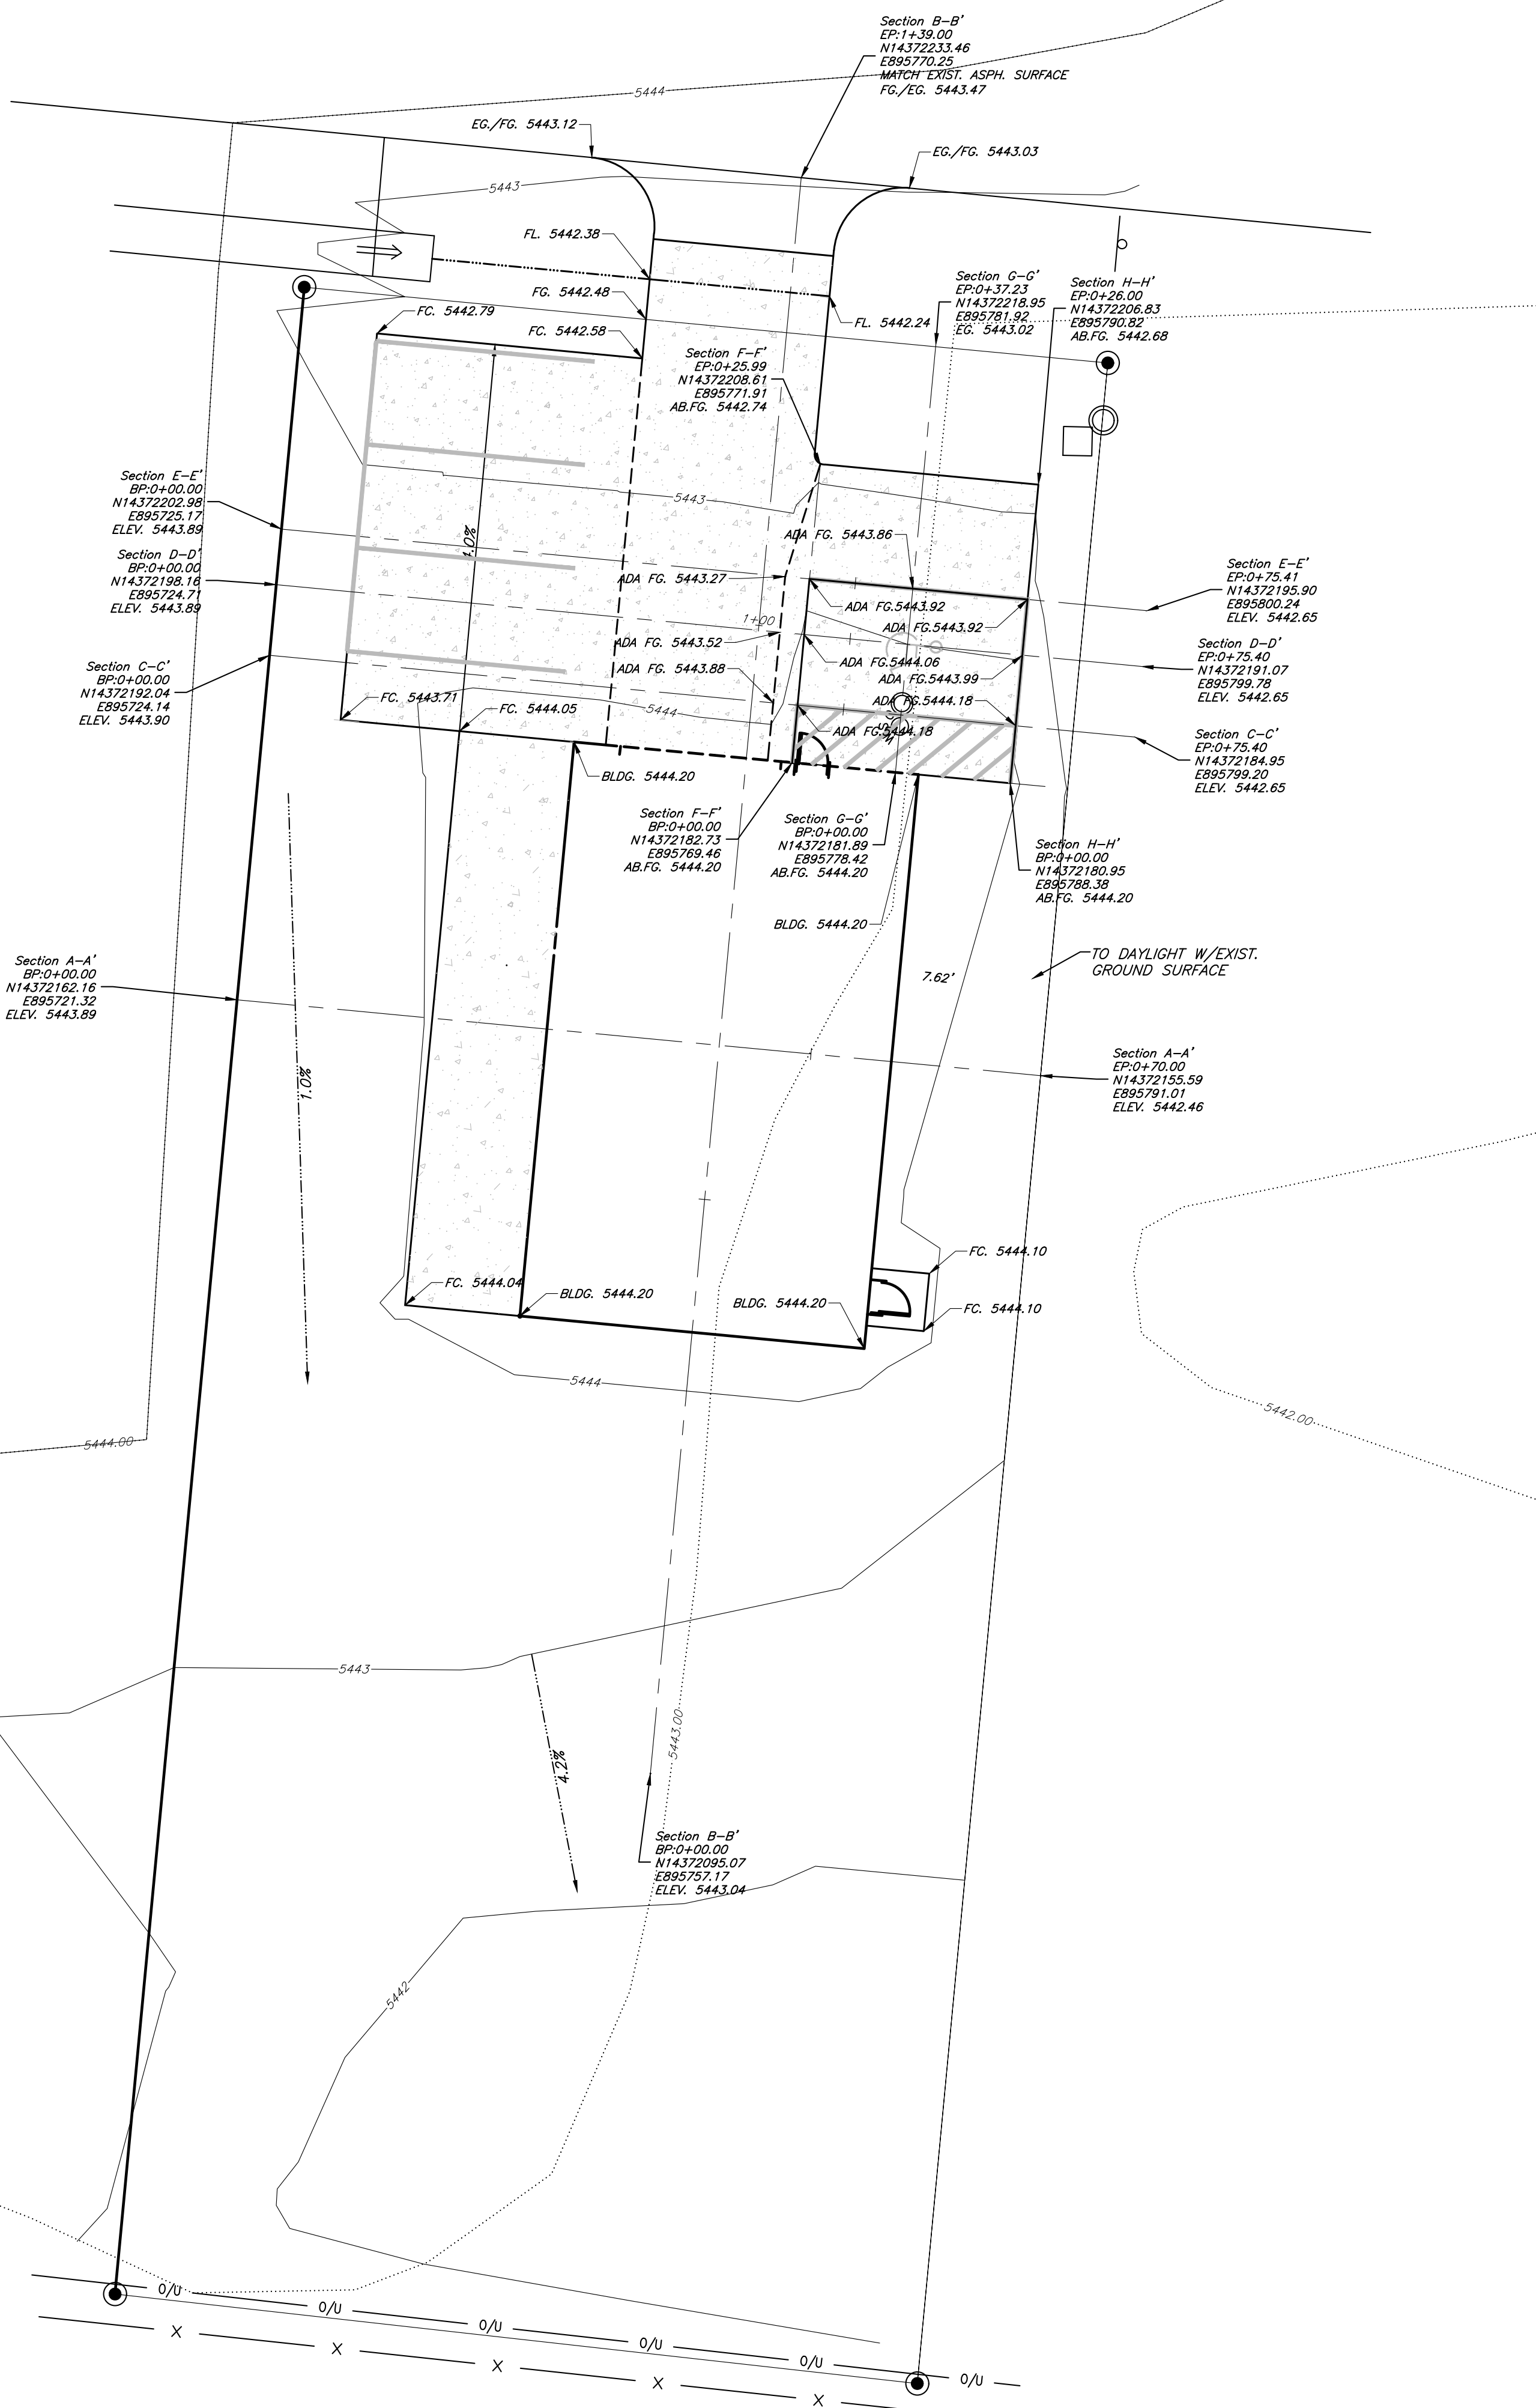 Section B-B'
EP:1+39.00
N14372233.46
E895770.25
MATCH EXIST. ASPH. SURFACE
FG./EG. 5443.47
5444
EG./FG. 5443.12
EG./FG. 5443.03
5443
FL. 5442.38
FG. 5442.48
FC. 5442.79
FC. 5442.58
FL. 5442.24
Section G-G'
EP:0+37.23
N14372218.95
E895781.92
EG. 5443.02
Section H-H'
EP:0+26.00
N14372206.83
E895790.82
AB.FG. 5442.68
Section F-F'
EP:0+25.99
N14372208.61
E895771.91
AB.FG. 5442.74
Section E-E'
BP:0+00.00
N14372202.98
E895725.17
ELEV. 5443.89
5443
ADA FG. 5443.86
Section D-D'
BP:0+00.00
N14372198.16
E895724.71
ELEV. 5443.89
ADA FG. 5443.27
Section E-E'
EP:0+75.41
N14372195.90
E895800.24
ELEV. 5442.65
ADA FG.5443.92
ADA FG.5443.92
1+00
ADA FG. 5443.52
Section D-D'
EP:0+75.40
N14372191.07
E895799.78
ELEV. 5442.65
Section C-C'
BP:0+00.00
N14372192.04
E895724.14
ELEV. 5443.90
ADA FG. 5443.88
ADA FG.5444.06
ADA FG.5443.99
FC. 5443.71
FC. 5444.05
5444
ADA FG.5444.18
ADA FG.5444.18
Section C-C'
EP:0+75.40
N14372184.95
E895799.20
ELEV. 5442.65
BLDG. 5444.20
Section F-F'
BP:0+00.00
N14372182.73
E895769.46
AB.FG. 5444.20
Section G-G'
BP:0+00.00
N14372181.89
E895778.42
AB.FG. 5444.20
Section H-H'
BP:0+00.00
N14372180.95
E895788.38
AB.FG. 5444.20
BLDG. 5444.20
TO DAYLIGHT W/EXIST.
GROUND SURFACE
7.62'
Section A-A'
BP:0+00.00
N14372162.16
E895721.32
ELEV. 5443.89
1.0%
Section A-A'
EP:0+70.00
N14372155.59
E895791.01
ELEV. 5442.46
FC. 5444.10
FC. 5444.04
BLDG. 5444.20
BLDG. 5444.20
FC. 5444.10
5444
5442.00
5444.00
5443
5443.00
4.2%
Section B-B'
BP:0+00.00
N14372095.07
E895757.17
ELEV. 5443.04
5442
O/U O/U O/U O/U O/U O/U
X X X X X